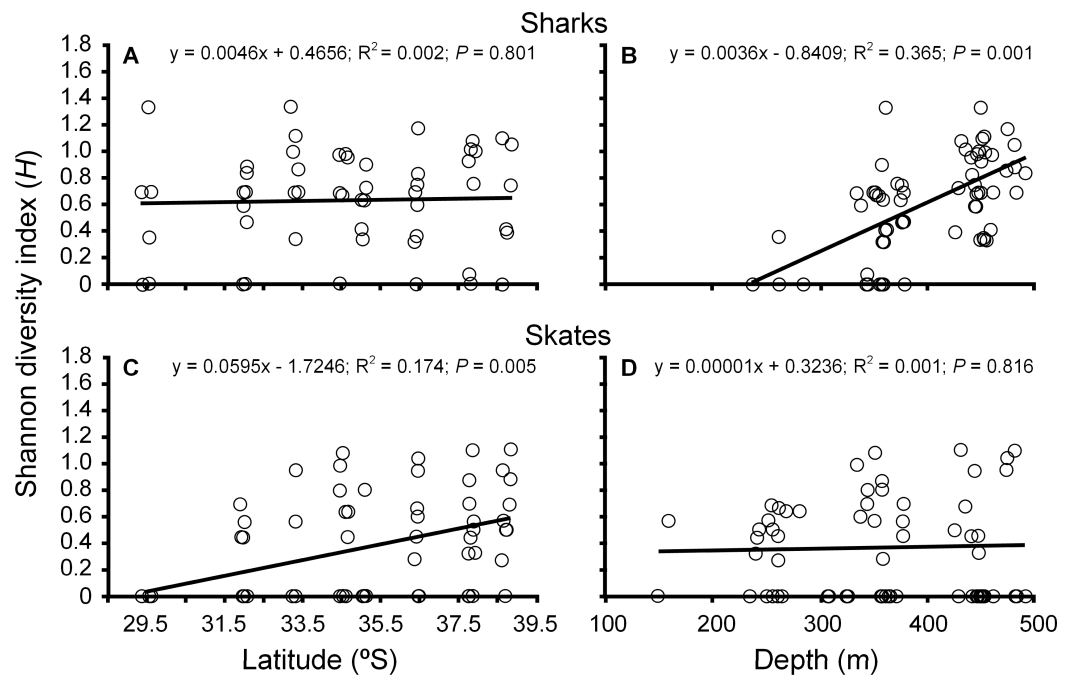 Sharks
Shannon diversity index (H)
A
y = 0.0046x + 0.4656; R² = 0.002; P = 0.801
1.8
1.6
1.4
1.2
1.0
0.8
0.6
0.4
0.2
0
B
y = 0.0036x - 0.8409; R² = 0.365; P = 0.001
Skates
C
y = 0.0595x - 1.7246; R² = 0.174; P = 0.005
1.8
1.6
1.4
1.2
1.0
0.8
0.6
0.4
0.2
0
29.5 31.5 33.5 35.5 37.5 39.5
Latitude (ºS)
D
y = 0.00001x + 0.3236; R² = 0.001; P = 0.816
100 200 300 400 500
Depth (m)